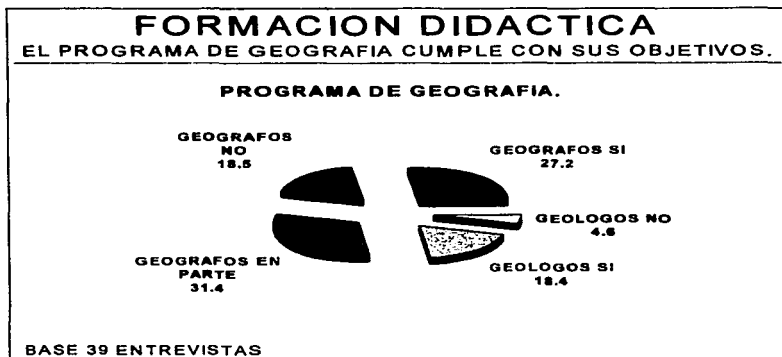 FORMACION DIDACTICA
EL PROGRAMA DE GEOGRAFIA CUMPLE CON SUS OBJETIVOS.
PROGRAMA DE GEOGRAFIA.
GEOGRAFOS
NO
18.5
GEOGRAFOS SI
27.2
GEOLOGOS NO
4.6
GEOGRAFOS EN
PARTE
31.4
GEOLOGOS SI
18.4
BASE 39 ENTREVISTAS